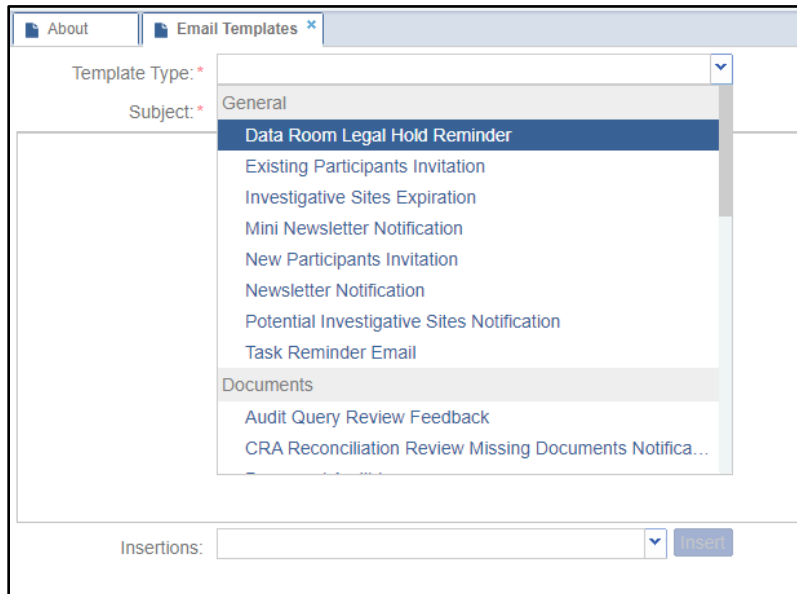 About
Email Templates
Template Type: *
Subject: *
General
Data Room Legal Hold Reminder
Existing Participants Invitation
Investigative Sites Expiration
Mini Newsletter Notification
New Participants Invitation
Newsletter Notification
Potential Investigative Sites Notification
Task Reminder Email
Documents
Audit Query Review Feedback
CRA Reconciliation Review Missing Documents Notifica...
Insertions:
Insert